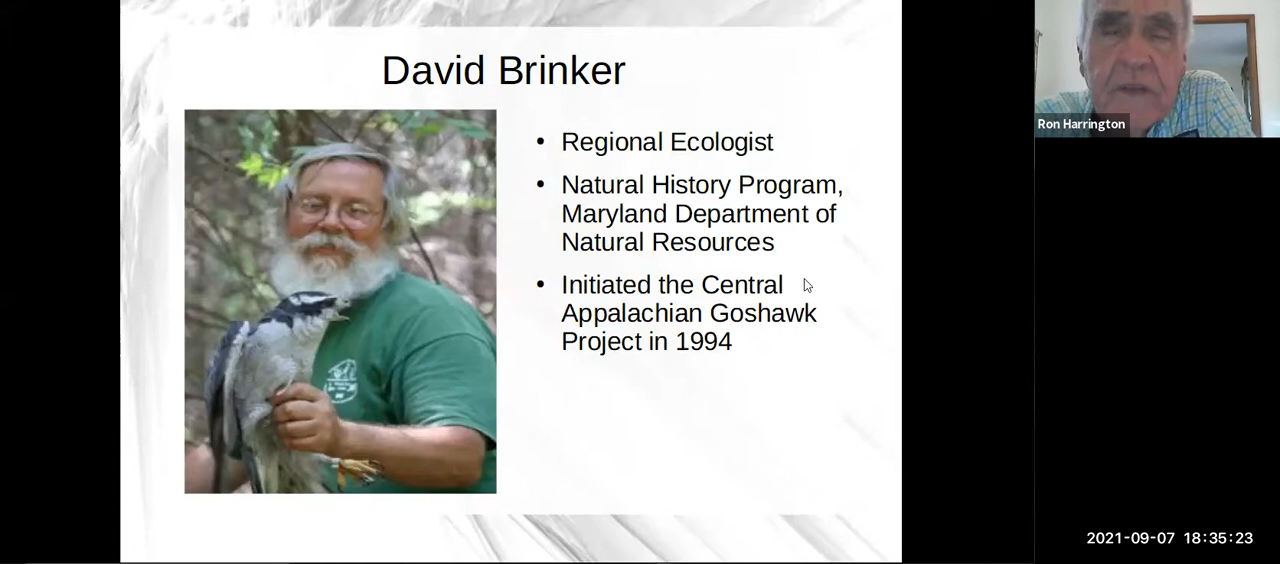 David Brinker
• Regional Ecologist
• Natural History Program,
Maryland Department of
Natural Resources
• Initiated the Central
Appalachian Goshawk
Project in 1994
Ron Harrington
2021-09-07 18:35:23